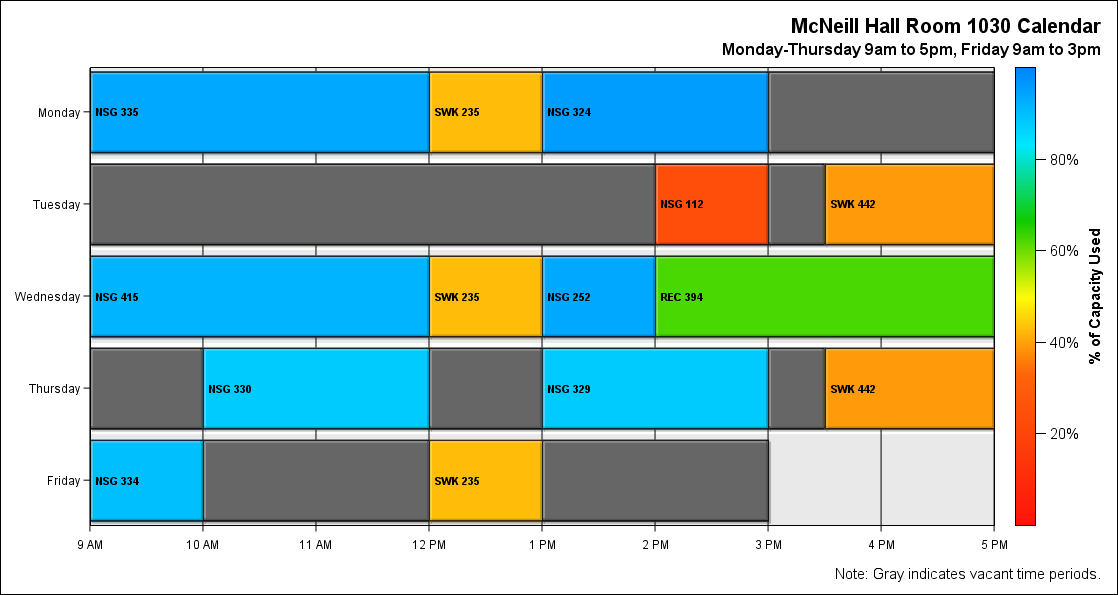 McNeill Hall Room 1030 Calendar
Monday-Thursday 9am to 5pm, Friday 9am to 3pm
Monday
NSG 335
SWK 235
NSG 324
Tuesday
NSG 112
SWK 442
Wednesday
NSG 415
SWK 235
NSG 252
REC 394
Thursday
NSG 330
NSG 329
SWK 442
Friday
NSG 334
SWK 235
9 AM
10 AM
11 AM
12 PM
1 PM
2 PM
3 PM
4 PM
5 PM
80%
60%
40%
20%
% of Capacity Used
Note: Gray indicates vacant time periods.